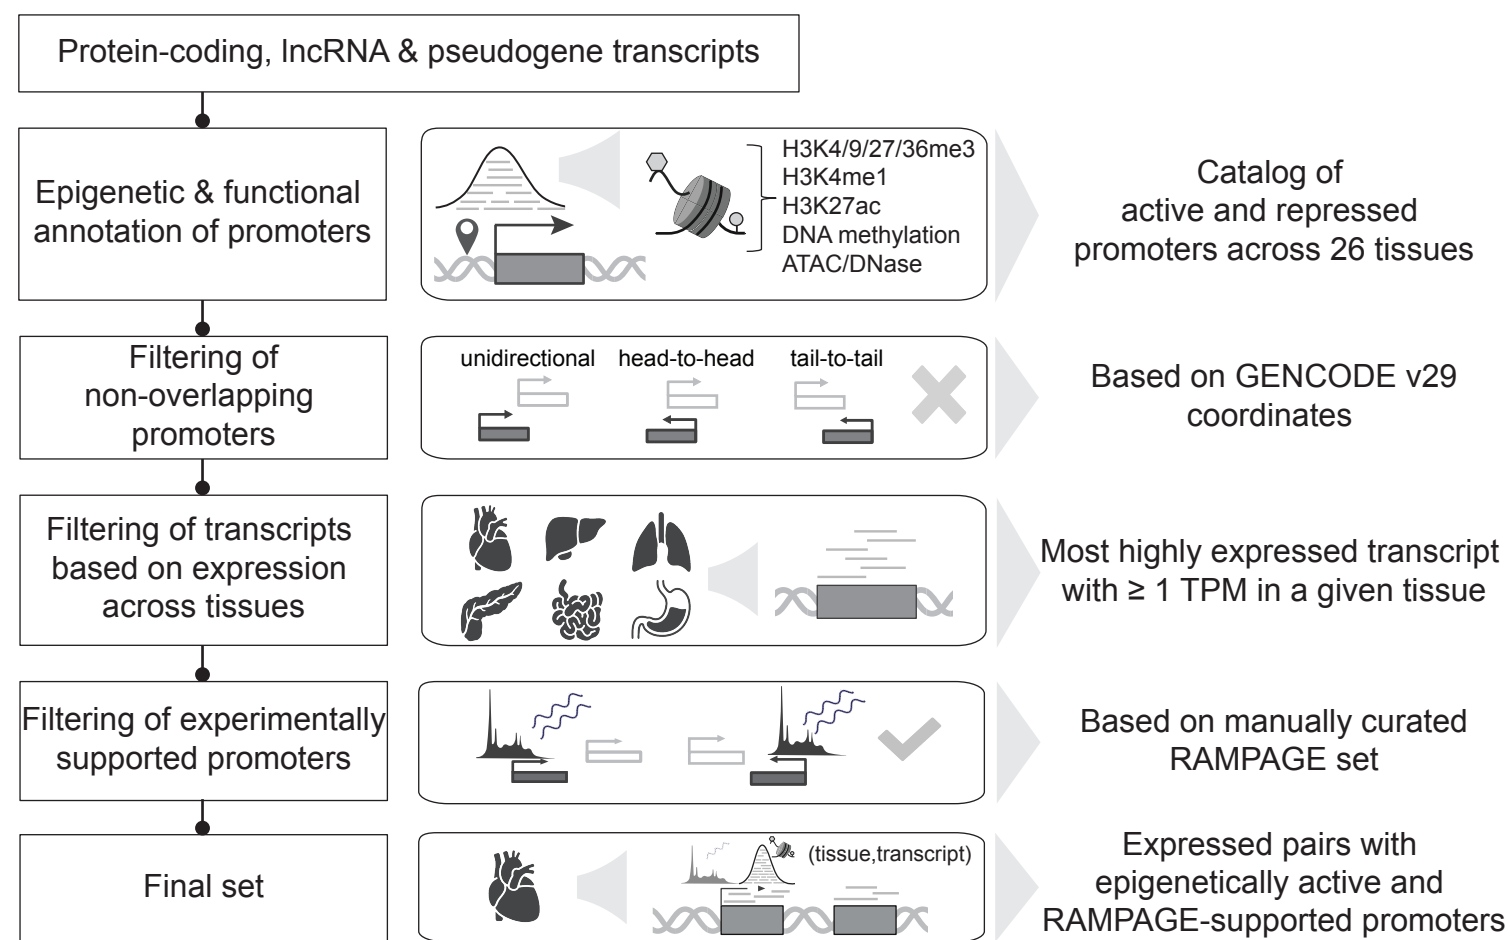 Protein-coding, lncRNA & pseudogene transcripts
Epigenetic & functional
annotation of promoters
H3K4/9/27/36me3
H3K4me1
H3K27ac
DNA methylation
ATAC/DNase
Catalog of
active and repressed
promoters across 26 tissues
Filtering of
non-overlapping
promoters
unidirectional
head-to-head
tail-to-tail
Based on GENCODE v29
coordinates
Filtering of transcripts
based on expression
across tissues
Most highly expressed transcript
with ≥ 1 TPM in a given tissue
Filtering of experimentally
supported promoters
Based on manually curated
RAMPAGE set
Final set
(tissue,transcript)
Expressed pairs with
epigenetically active and
RAMPAGE-supported promoters